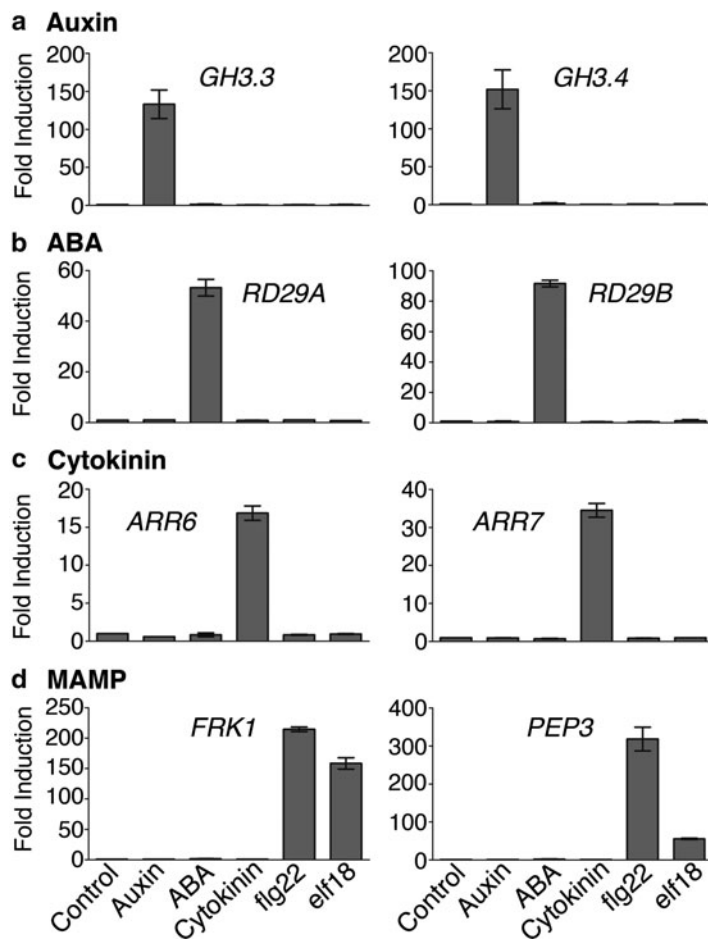 a Auxin
Fold Induction
200
150
100
50
0
GH3.3
200
150
100
50
0
GH3.4
b ABA
Fold Induction
60
40
20
0
RD29A
100
80
60
40
20
0
RD29B
c Cytokinin
Fold Induction
20
15
10
5
0
ARR6
40
30
20
10
0
ARR7
d MAMP
Fold Induction
250
200
150
100
50
0
FRK1
400
300
200
100
0
PEP3
Control Auxin ABA Cytokinin flg22 elf18
Control Auxin ABA Cytokinin flg22 elf18